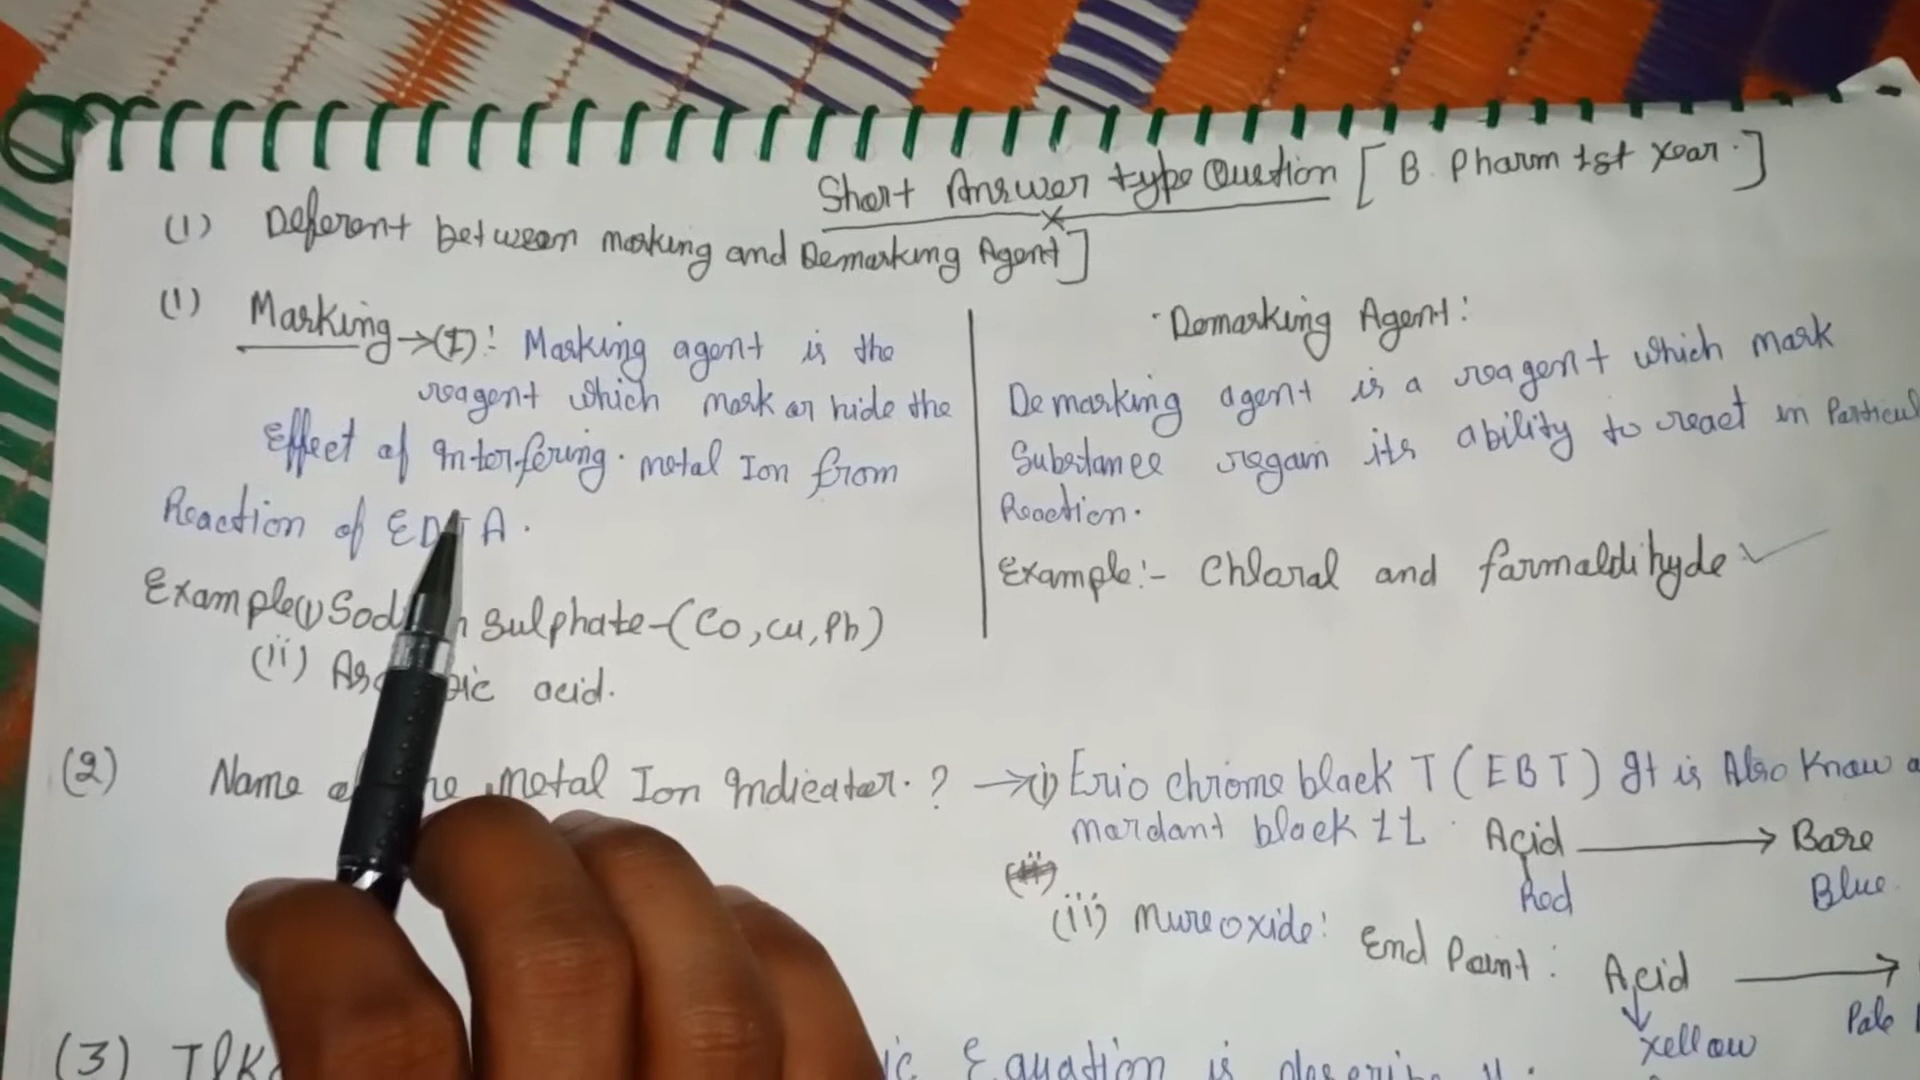 Short Answer type Question [ B. Pharm 1st year.]
(1) Deferent between marking and Demarking Agent]
(1) Marking →(I): Marking agent is the
reagent which mark or hide the
Effect of Interfering. metal Ion from
Reaction of EDTA.
Example(i) Sod sulphate-(Co, Cu, Pb)
(ii) acid.
Demarking Agent:
Demarking agent is a reagent which mark
Substance regain its ability to react in Particul
Reaction.
Example:- Chloral and farmaldihyde ✓
(2) Name metal Ion Indicator. ? → i) Erio chrome black T (EBT) It is Also Know a
mordant black 11. Acid → Base
Red Blue.
(iii) Mureoxide: End Point: Acid →
Yellow Pale
(3) Equation is